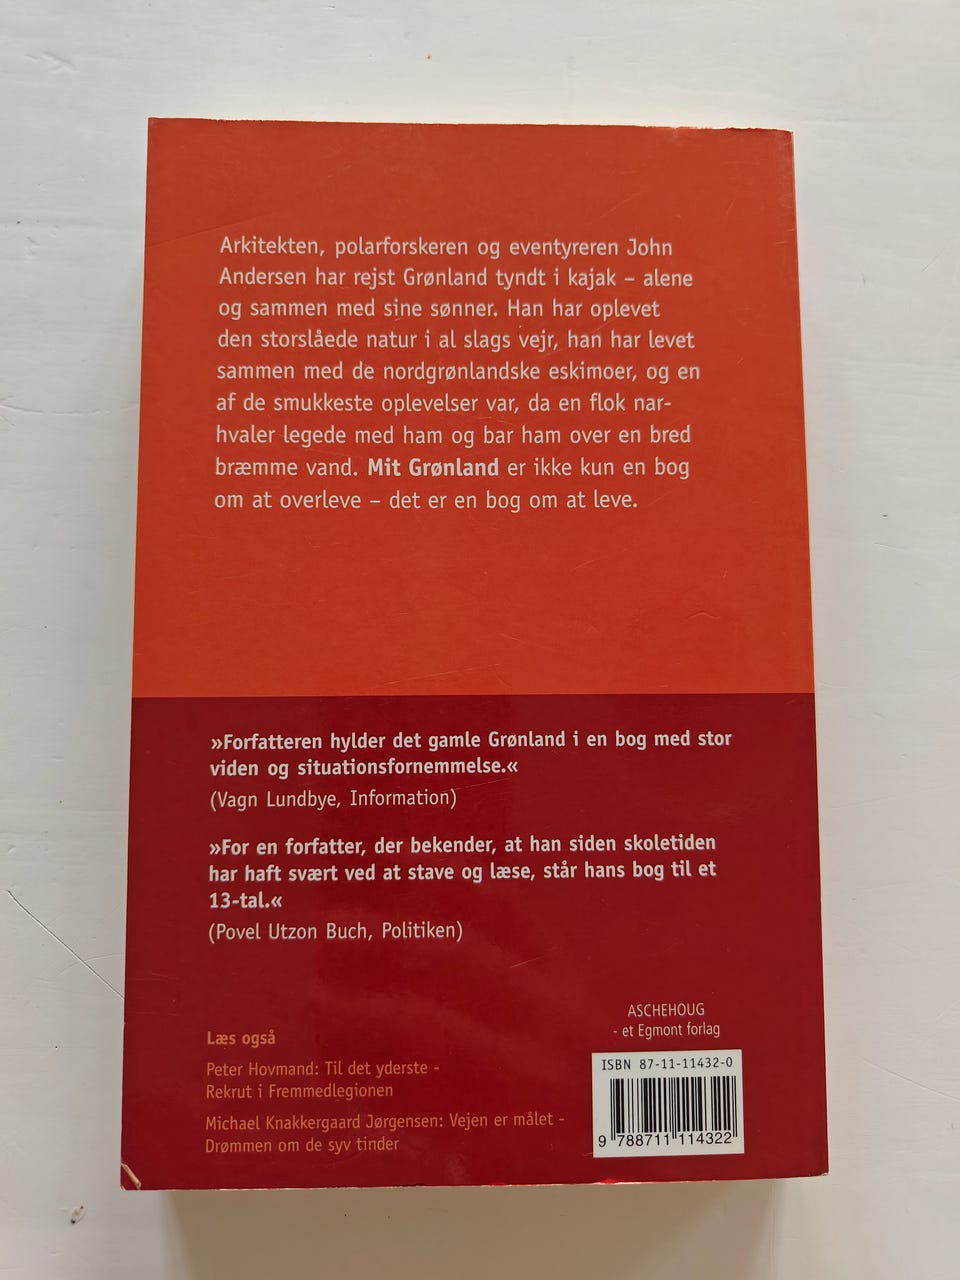 Arkitekten, polarforskeren og eventyreren John
Andersen har rejst Grønland tyndt i kajak – alene
og sammen med sine sønner. Han har oplevet
den storslåede natur i al slags vejr, han har levet
sammen med de nordgrønlandske eskimoer, og en
af de smukkeste oplevelser var, da en flok nar-
hvaler legede med ham og bar ham over en bred
bræmme vand. Mit Grønland er ikke kun en bog
om at overleve – det er en bog om at leve.
»Forfatteren hylder det gamle Grønland i en bog med stor
viden og situationsfornemmelse.«
(Vagn Lundbye, Information)
»For en forfatter, der bekender, at han siden skoletiden
har haft svært ved at stave og læse, står hans bog til et
13-tal.«
(Povel Utzon Buch, Politiken)
Læs også
Peter Hovmand: Til det yderste -
Rekrut i Fremmedlegionen
Michael Knakkergaard Jørgensen: Vejen er målet -
Drømmen om de syv tinder
ASCHEHOUG
- et Egmont forlag
ISBN 87-11-11432-0
9 788711 114322